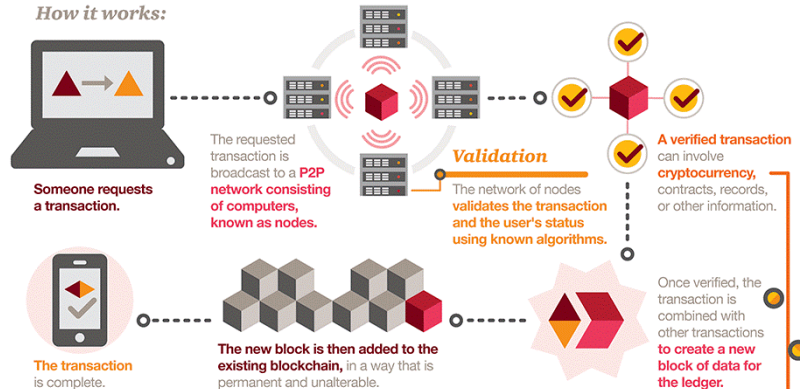 How it works:
Someone requests
a transaction.
The requested
transaction is
broadcast to a P2P
network consisting
of computers,
known as nodes.
Validation
The network of nodes
validates the transaction
and the user's status
using known algorithms.
A verified transaction
can involve
cryptocurrency,
contracts, records,
or other information.
Once verified, the
transaction is
combined with
other transactions
to create a new
block of data for
the ledger.
The new block is then added to the
existing blockchain, in a way that is
permanent and unalterable.
The transaction
is complete.